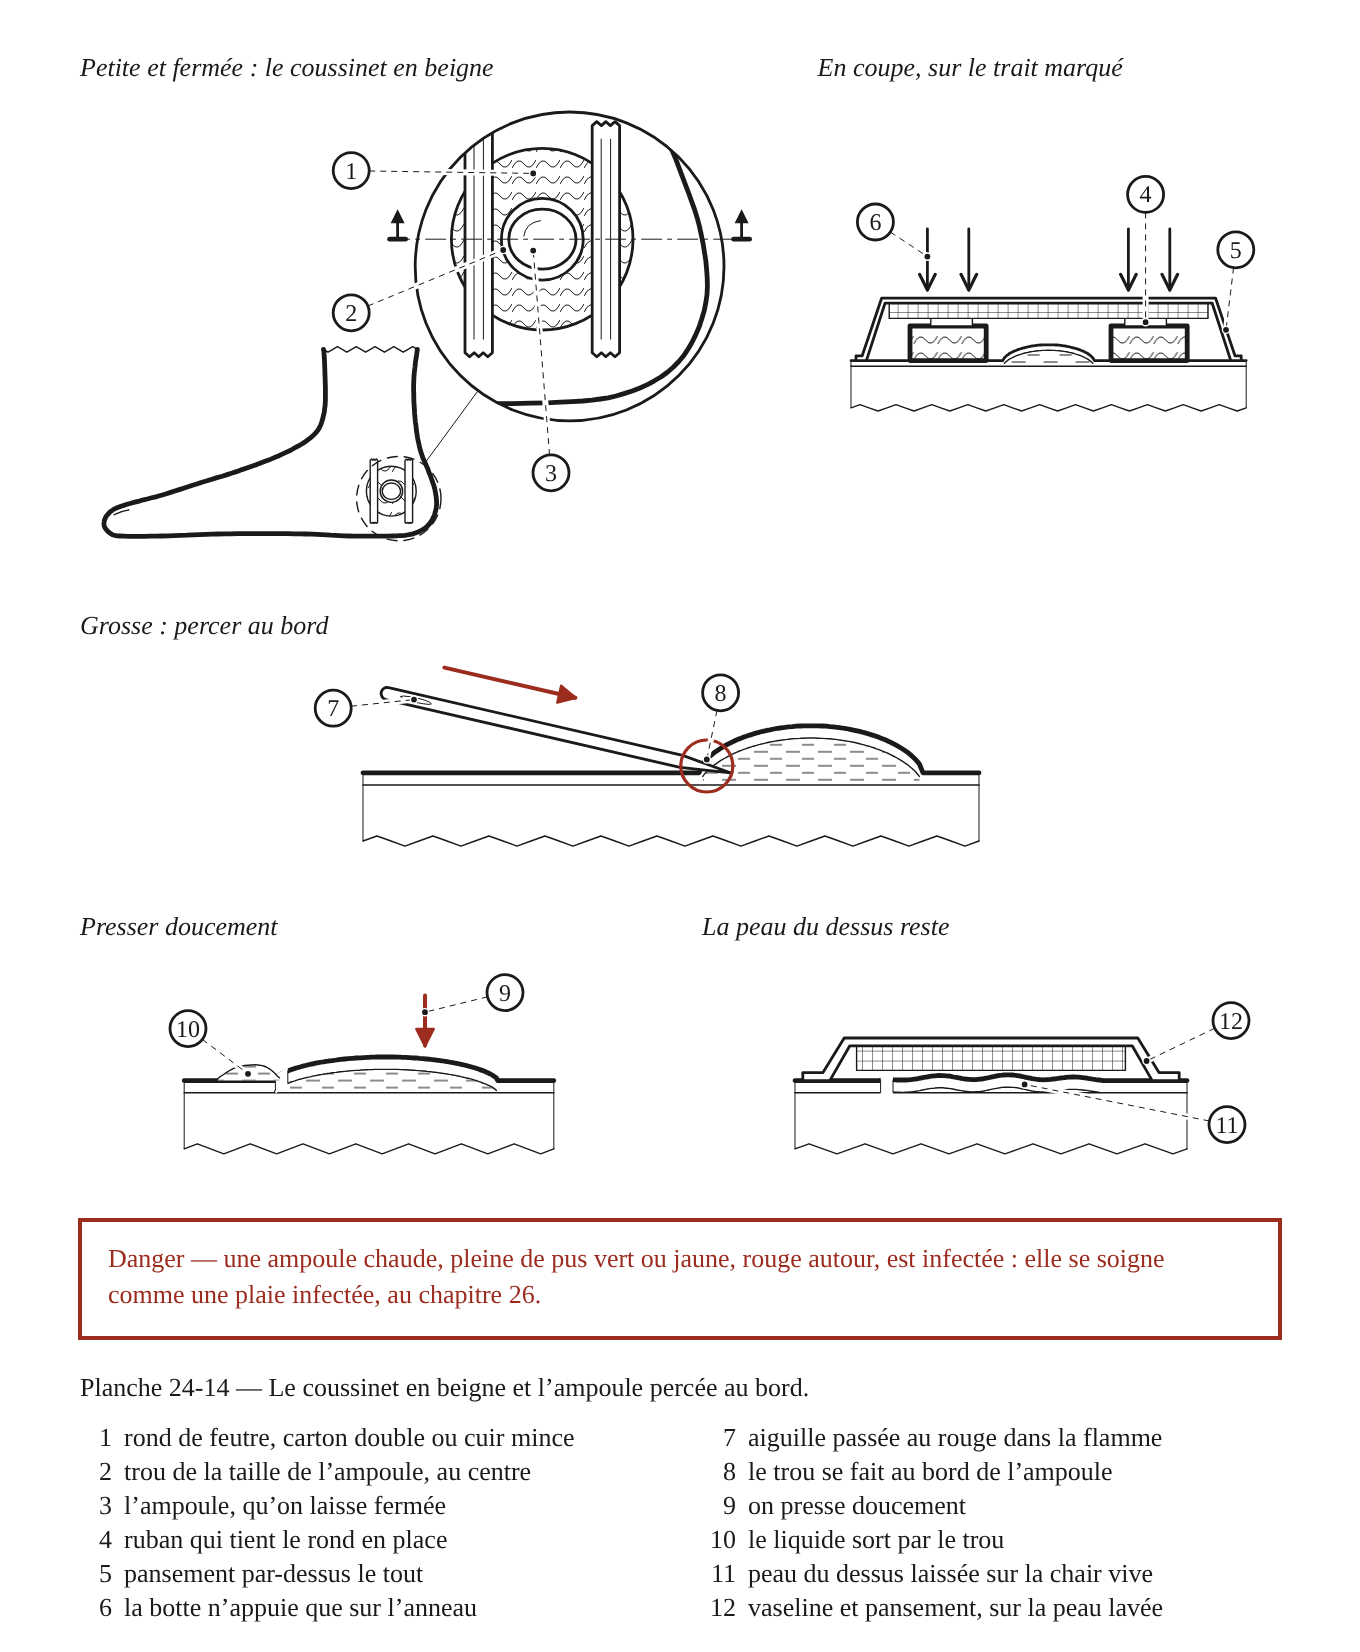 Petite et fermée : le coussinet en beigne
En coupe, sur le trait marqué
1
2
3
4
5
6
Grosse : percer au bord
7
8
Presser doucement
La peau du dessus reste
9
10
12
11
Danger — une ampoule chaude, pleine de pus vert ou jaune, rouge autour, est infectée : elle se soigne
comme une plaie infectée, au chapitre 26.
Planche 24-14 — Le coussinet en beigne et l’ampoule percée au bord.
1 rond de feutre, carton double ou cuir mince
2 trou de la taille de l’ampoule, au centre
3 l’ampoule, qu’on laisse fermée
4 ruban qui tient le rond en place
5 pansement par-dessus le tout
6 la botte n’appuie que sur l’anneau
7 aiguille passée au rouge dans la flamme
8 le trou se fait au bord de l’ampoule
9 on presse doucement
10 le liquide sort par le trou
11 peau du dessus laissée sur la chair vive
12 vaseline et pansement, sur la peau lavée